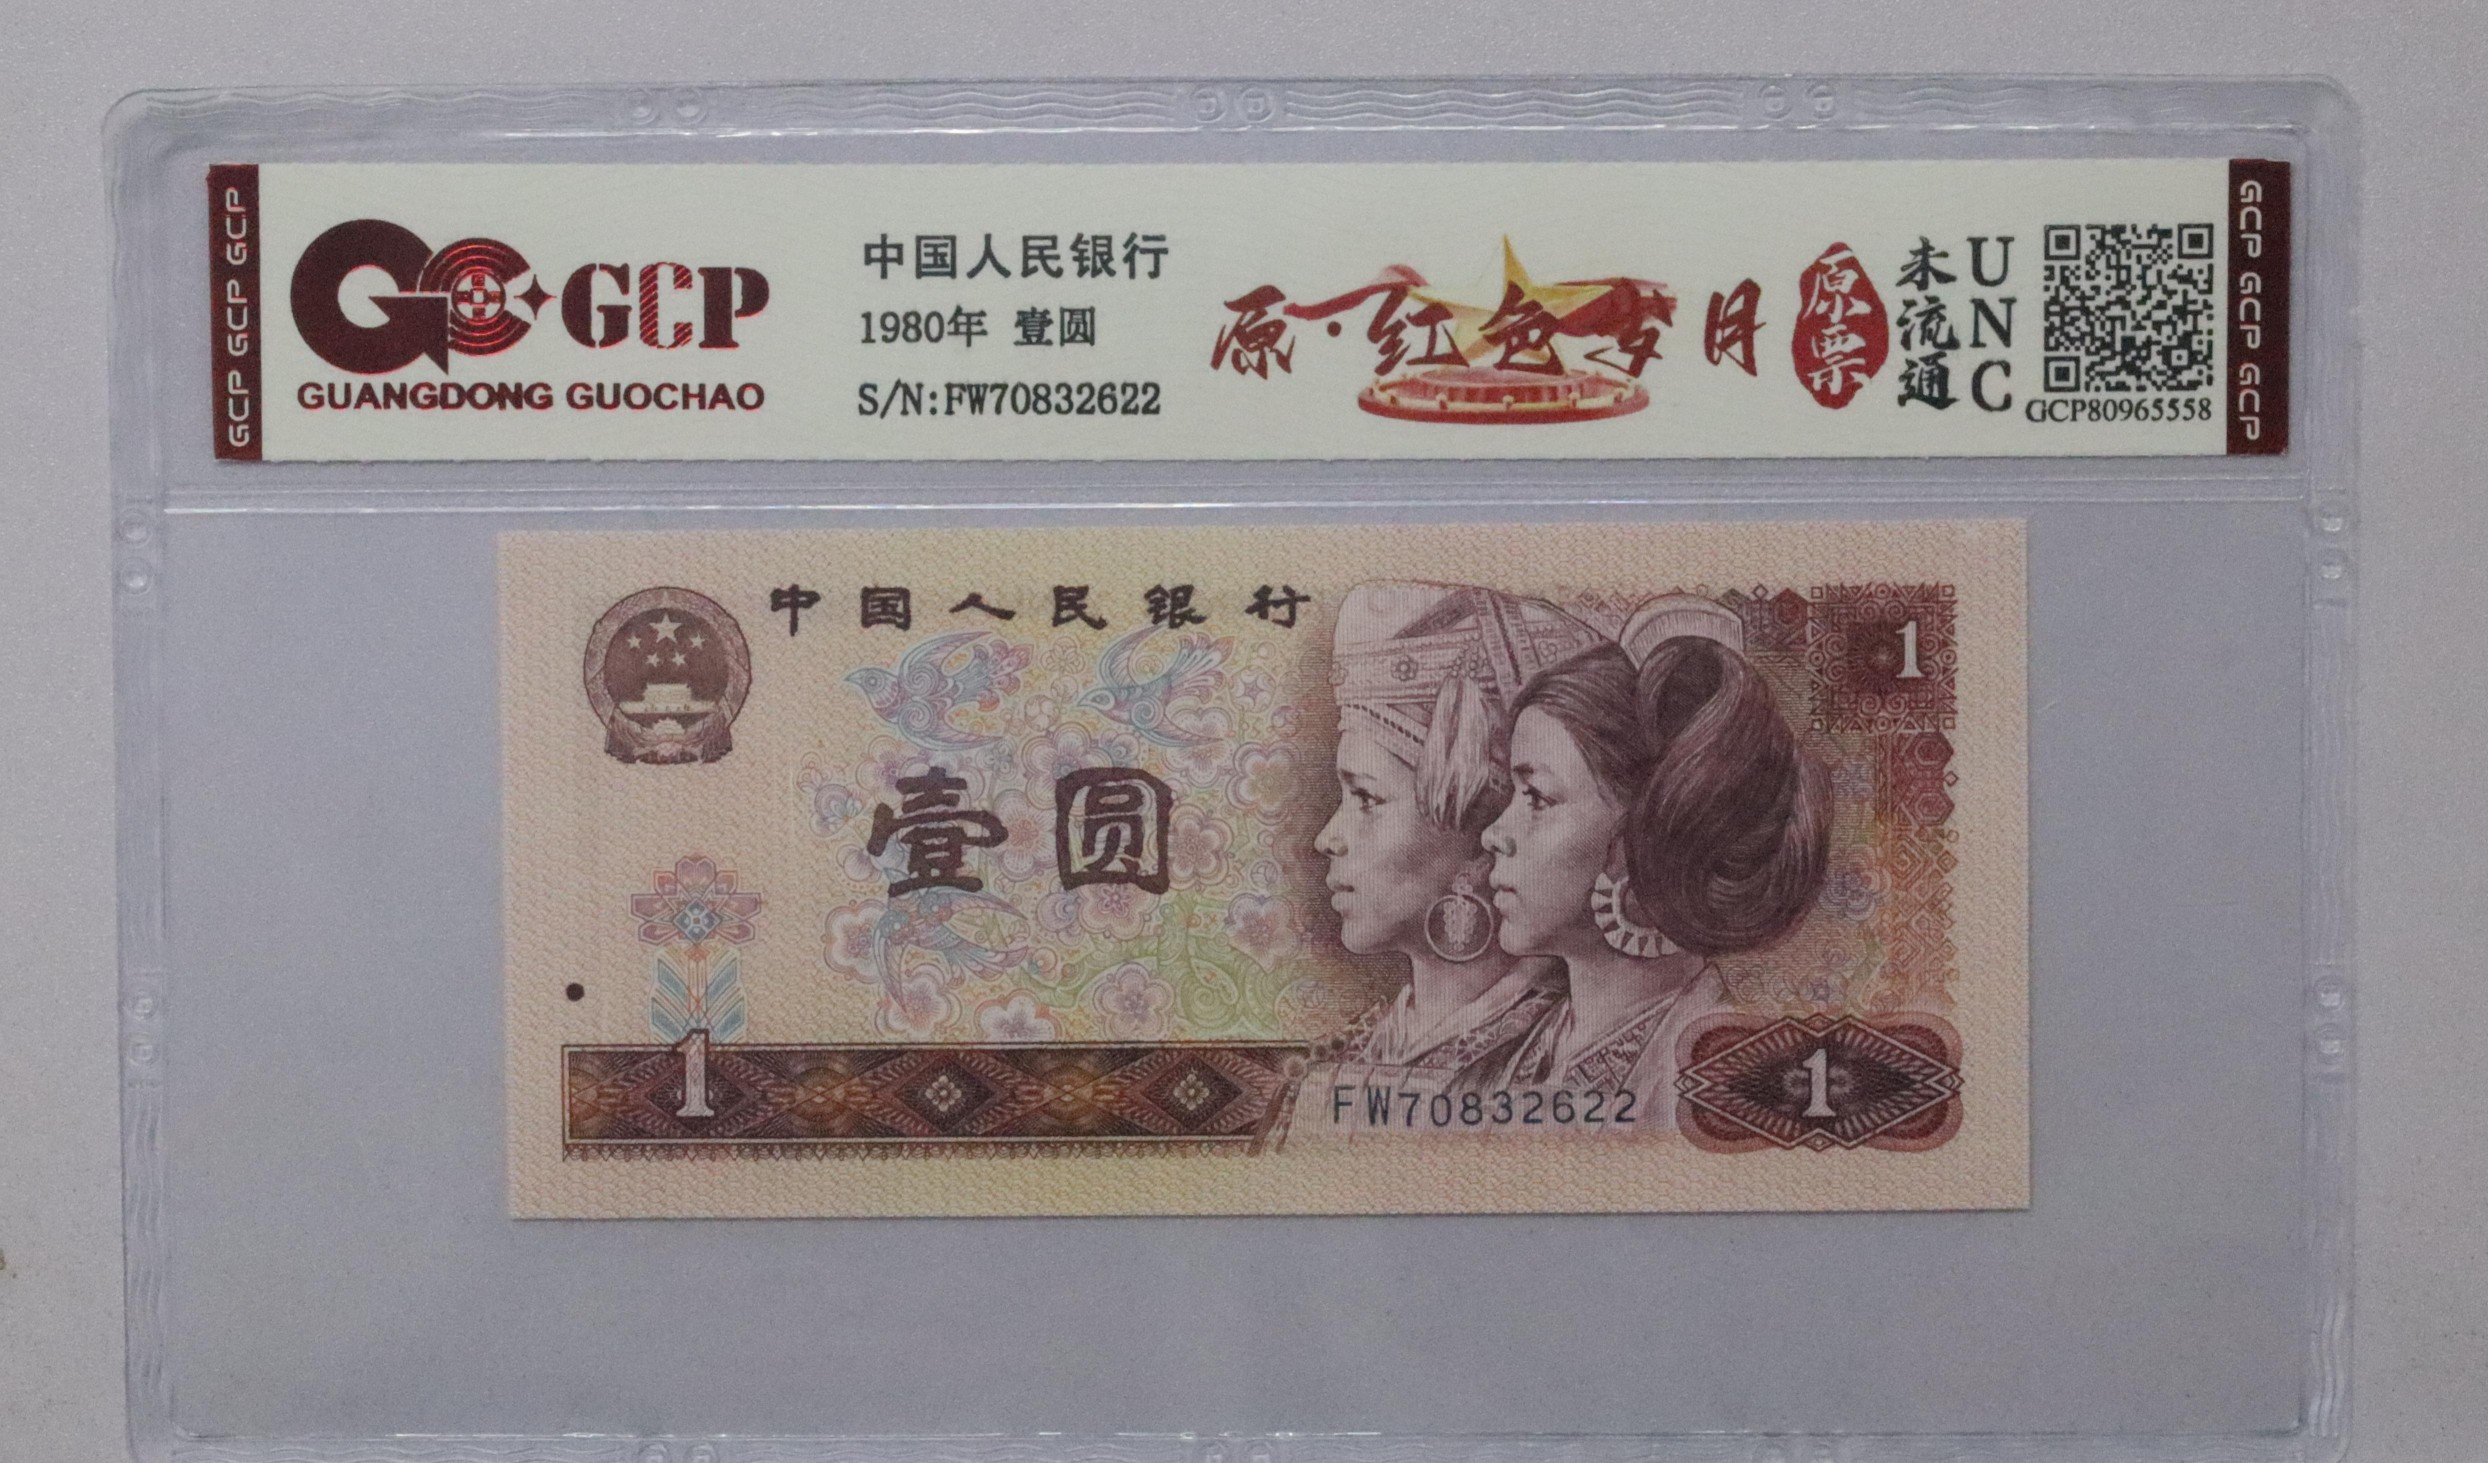 GCP GCP GCP
GCP
GUANGDONG GUOCHAO
中国人民银行
1980年 壹圆
S/N:FW70832622
原·红色岁月
原票
未流通
UNC
GCP80965558
GCP GCP GCP
中国人民银行
1
壹圆
1
FW70832622
1